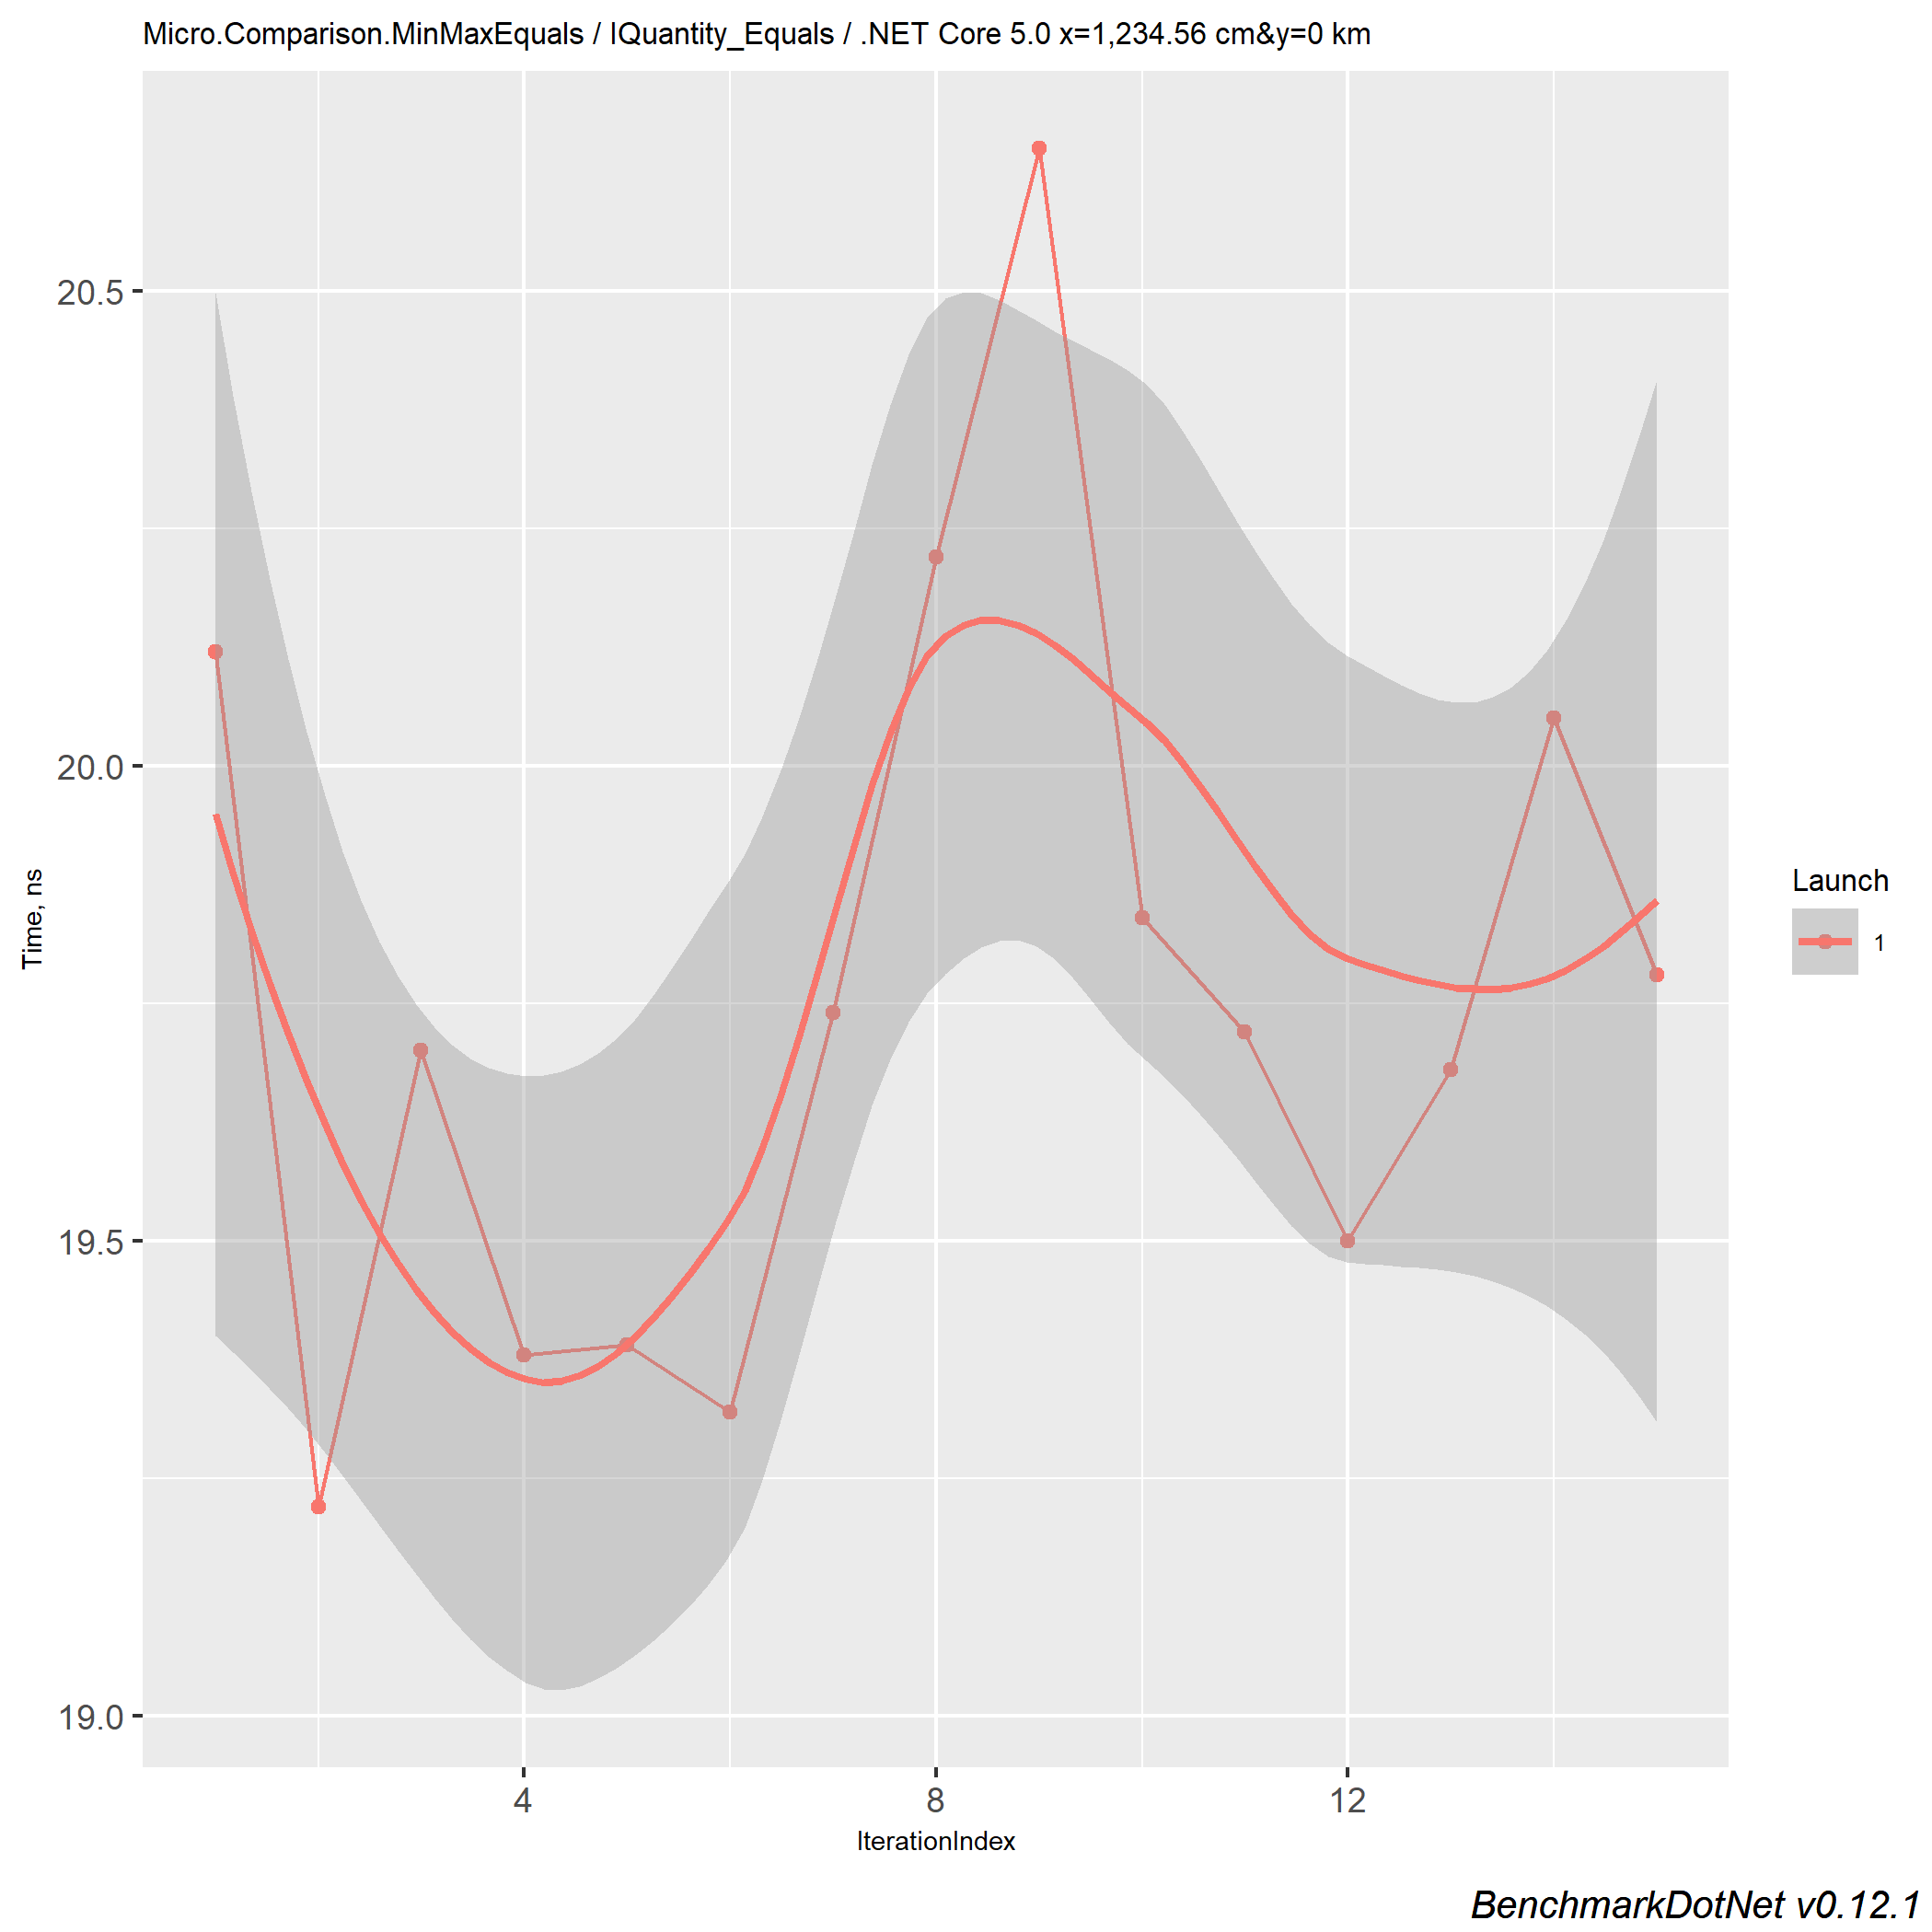 Micro.Comparison.MinMaxEquals / IQuantity_Equals / .NET Core 5.0 x=1,234.56 cm&y=0 km
20.5
20.0
19.5
19.0
Time, ns
4 8 12
IterationIndex
Launch
1
BenchmarkDotNet v0.12.1